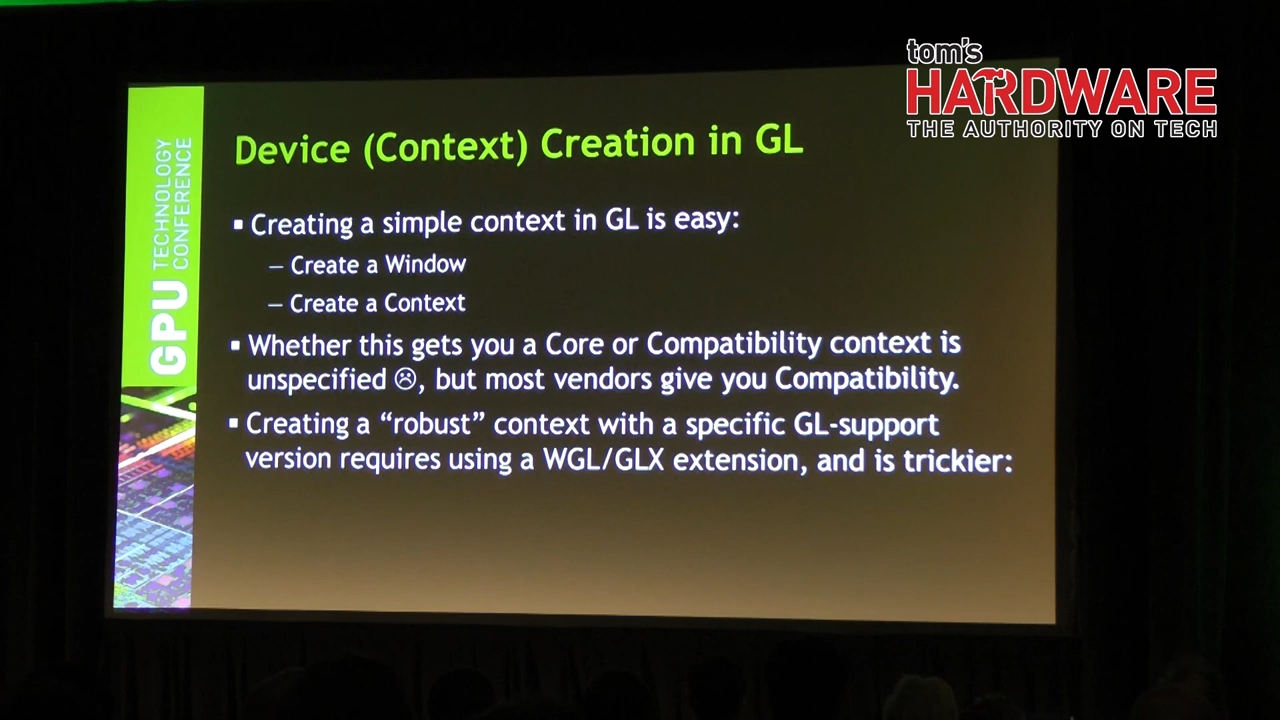 tom's
HARDWARE
THE AUTHORITY ON TECH
GPU TECHNOLOGY
CONFERENCE
Device (Context) Creation in GL
▪ Creating a simple context in GL is easy:
– Create a Window
– Create a Context
▪ Whether this gets you a Core or Compatibility context is
unspecified ☹, but most vendors give you Compatibility.
▪ Creating a “robust” context with a specific GL-support
version requires using a WGL/GLX extension, and is trickier: